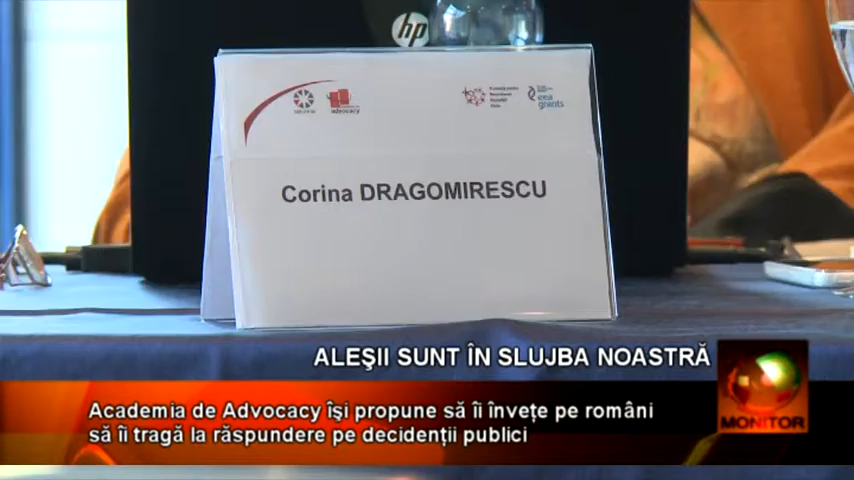 hp
advocacy
eea
grants
Corina DRAGOMIRESCU
ALEŞII SUNT ÎN SLUJBA NOASTRĂ
Academia de Advocacy îşi propune să îi înveţe pe români
să îi tragă la răspundere pe decidenţii publici
MONITOR